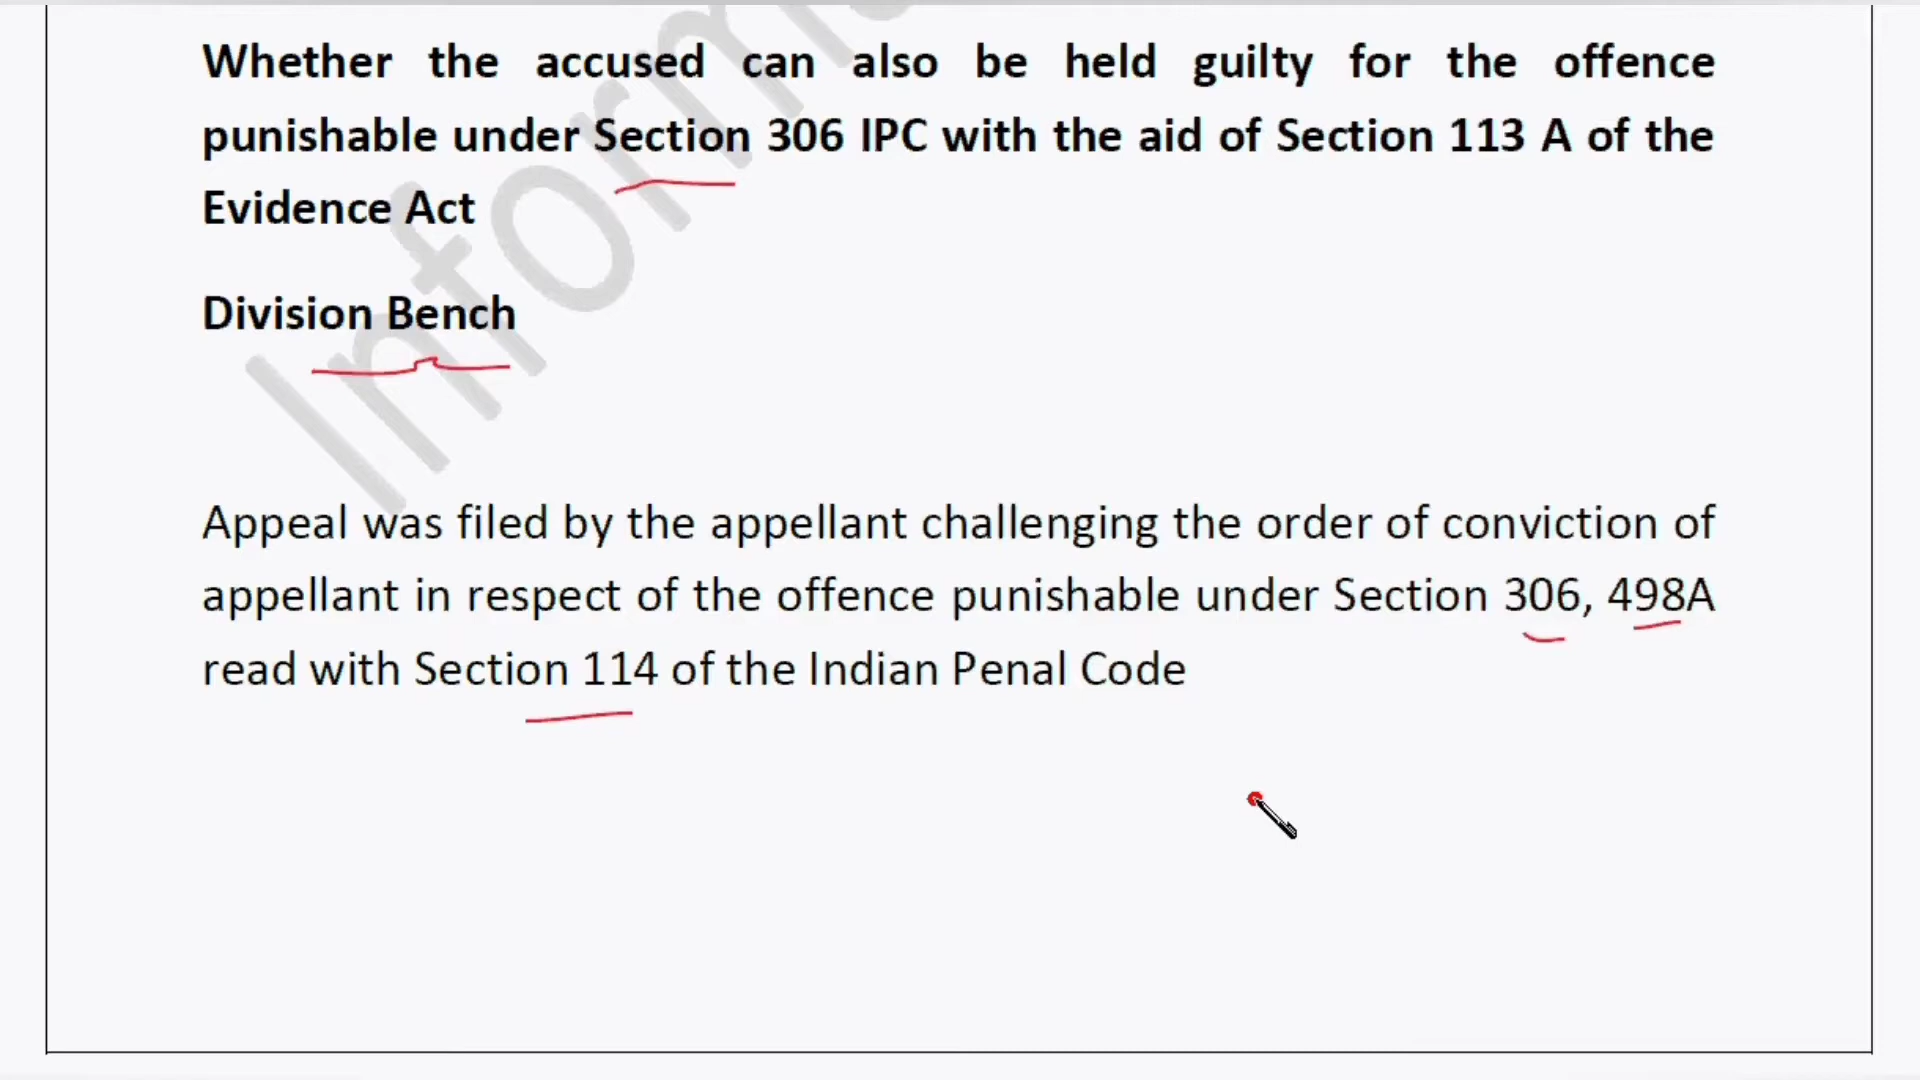 Whether the accused can also be held guilty for the offence
punishable under Section 306 IPC with the aid of Section 113 A of the
Evidence Act
Division Bench
Appeal was filed by the appellant challenging the order of conviction of
appellant in respect of the offence punishable under Section 306, 498A
read with Section 114 of the Indian Penal Code